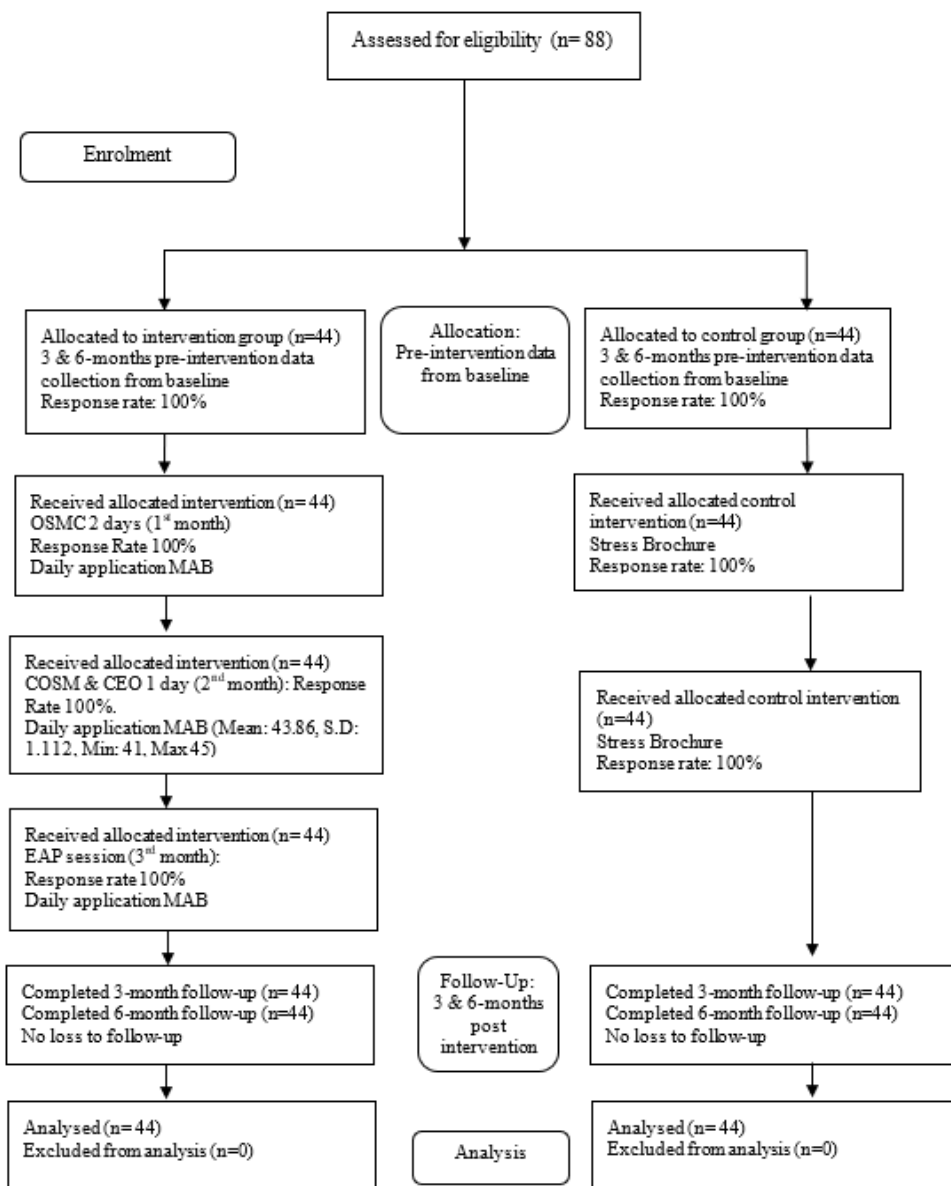 Assessed for eligibility (n= 88)
Enrolment
Allocated to intervention group (n=44)
3 & 6-months pre-intervention data
collection from baseline
Response rate: 100%
Allocation:
Pre-intervention data
from baseline
Allocated to control group (n=44)
3 & 6-months pre-intervention data
collection from baseline
Response rate: 100%
Received allocated intervention (n= 44)
OSMC 2 days (1st month)
Response Rate 100%
Daily application MAB
Received allocated control
intervention (n=44)
Stress Brochure
Response rate: 100%
Received allocated intervention (n= 44)
COSM & CEO 1 day (2nd month): Response
Rate 100%.
Daily application MAB (Mean: 43.86, S.D:
1.112, Min: 41, Max 45)
Received allocated control intervention
(n=44)
Stress Brochure
Response rate: 100%
Received allocated intervention (n= 44)
EAP session (3rd month):
Response rate 100%
Daily application MAB
Completed 3-month follow-up (n= 44)
Completed 6-month follow-up (n=44)
No loss to follow-up
Follow-Up:
3 & 6-months
post
intervention
Completed 3-month follow-up (n= 44)
Completed 6-month follow-up (n=44)
No loss to follow-up
Analysed (n= 44)
Excluded from analysis (n=0)
Analysis
Analysed (n= 44)
Excluded from analysis (n=0)